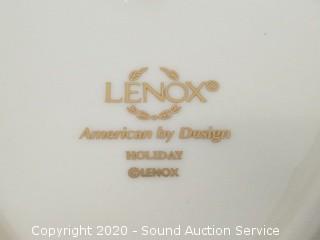 LENOX®
American by Design
HOLIDAY
©LENOX
Copyright 2020 - Sound Auction Service